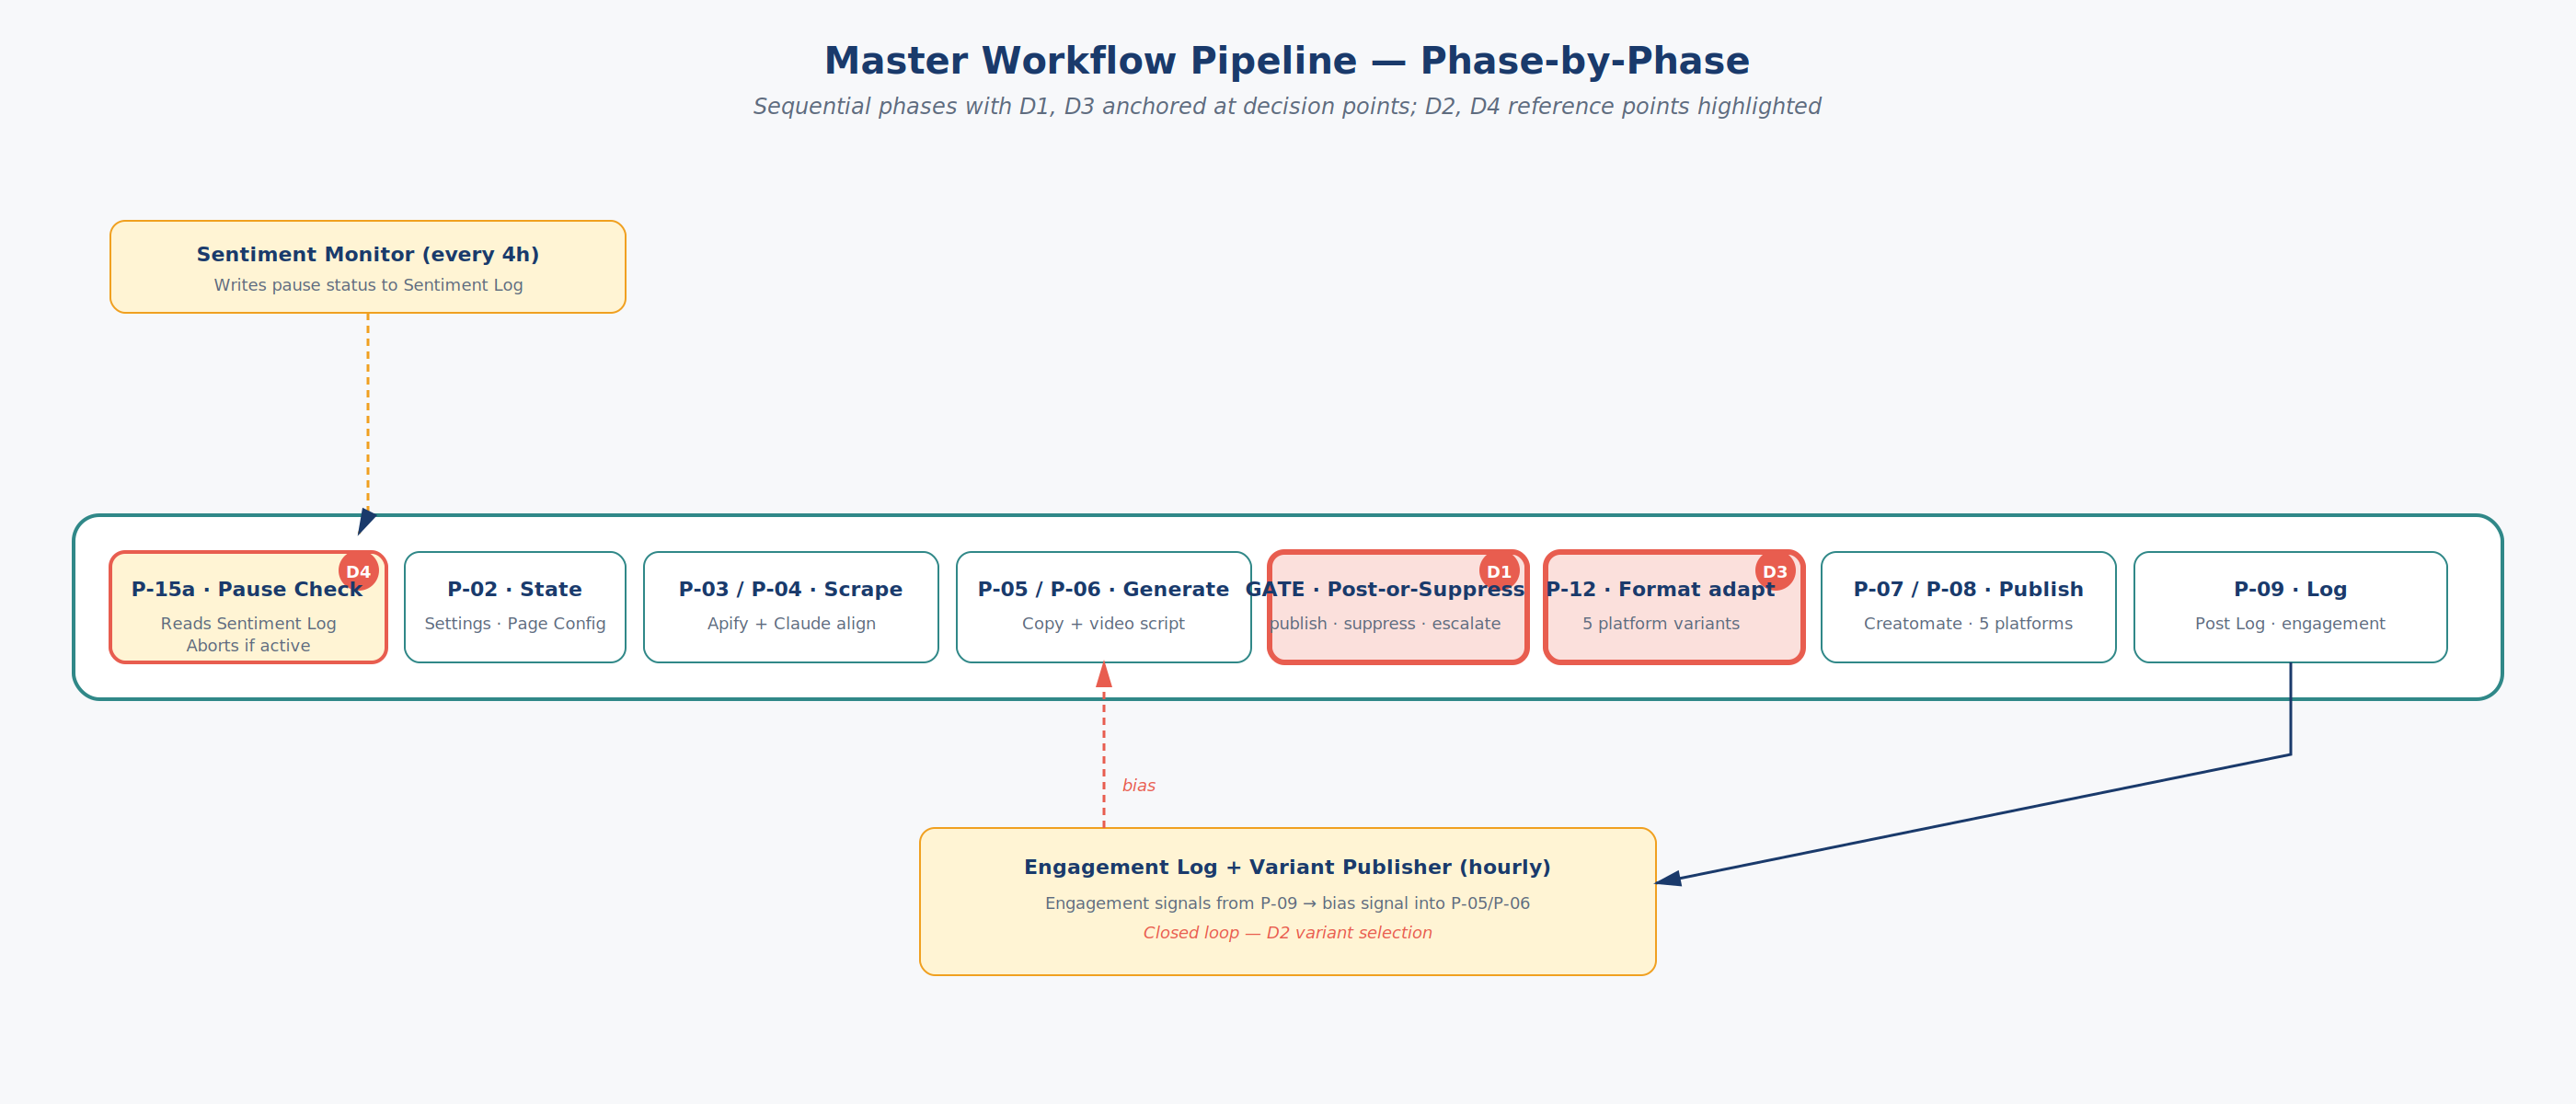 Master Workflow Pipeline — Phase-by-Phase
Sequential phases with D1, D3 anchored at decision points; D2, D4 reference points highlighted
Sentiment Monitor (every 4h)
Writes pause status to Sentiment Log
D4
P-15a · Pause Check
Reads Sentiment Log
Aborts if active
P-02 · State
Settings · Page Config
P-03 / P-04 · Scrape
Apify + Claude align
P-05 / P-06 · Generate
Copy + video script
D1
GATE · Post-or-Suppress
publish · suppress · escalate
D3
P-12 · Format adapt
5 platform variants
P-07 / P-08 · Publish
Creatomate · 5 platforms
P-09 · Log
Post Log · engagement
bias
Engagement Log + Variant Publisher (hourly)
Engagement signals from P-09 → bias signal into P-05/P-06
Closed loop — D2 variant selection